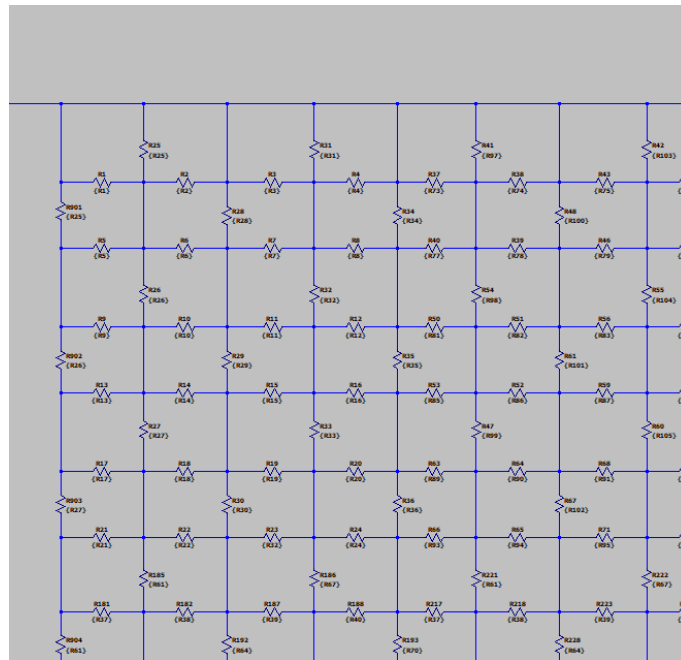 R25
{R25}
R31
{R31}
R41
{R97}
R42
{R103}
R1
{R1}
R2
{R2}
R3
{R3}
R4
{R4}
R37
{R73}
R38
{R74}
R43
{R75}
R901
{R25}
R28
{R28}
R34
{R34}
R48
{R100}
R5
{R5}
R6
{R6}
R7
{R7}
R8
{R8}
R40
{R77}
R39
{R78}
R46
{R79}
R26
{R26}
R32
{R32}
R54
{R98}
R55
{R104}
R9
{R9}
R10
{R10}
R11
{R11}
R12
{R12}
R50
{R81}
R51
{R82}
R56
{R83}
R902
{R26}
R29
{R29}
R35
{R35}
R61
{R101}
R13
{R13}
R14
{R14}
R15
{R15}
R16
{R16}
R53
{R85}
R52
{R86}
R59
{R87}
R27
{R27}
R33
{R33}
R47
{R99}
R60
{R105}
R17
{R17}
R18
{R18}
R19
{R19}
R20
{R20}
R63
{R89}
R64
{R90}
R68
{R91}
R903
{R27}
R30
{R30}
R36
{R36}
R67
{R102}
R21
{R21}
R22
{R22}
R23
{R32}
R24
{R24}
R66
{R93}
R65
{R94}
R71
{R95}
R185
{R61}
R186
{R67}
R221
{R61}
R222
{R67}
R181
{R37}
R182
{R38}
R187
{R39}
R188
{R40}
R217
{R37}
R218
{R38}
R223
{R39}
R904
{R61}
R192
{R64}
R193
{R70}
R228
{R64}